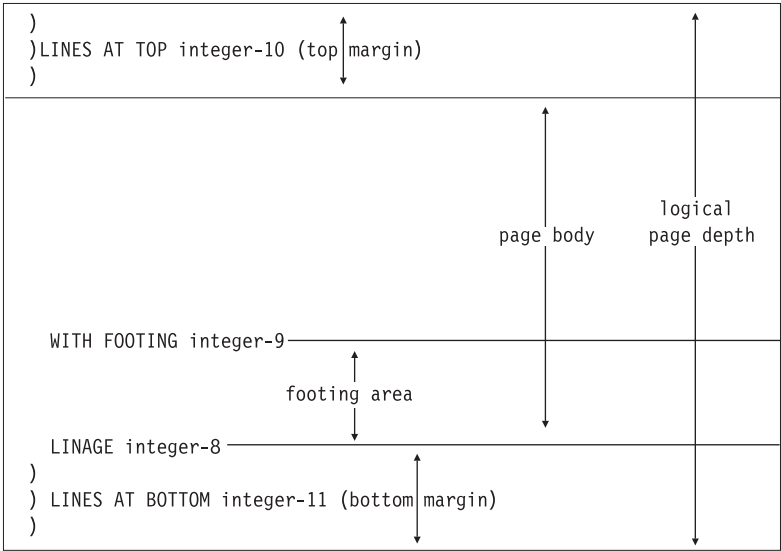 )
)LINES AT TOP integer-10 (top margin)
)
logical
page body
page depth
WITH FOOTING integer-9
footing area
LINAGE integer-8
)
) LINES AT BOTTOM integer-11 (bottom margin)
)